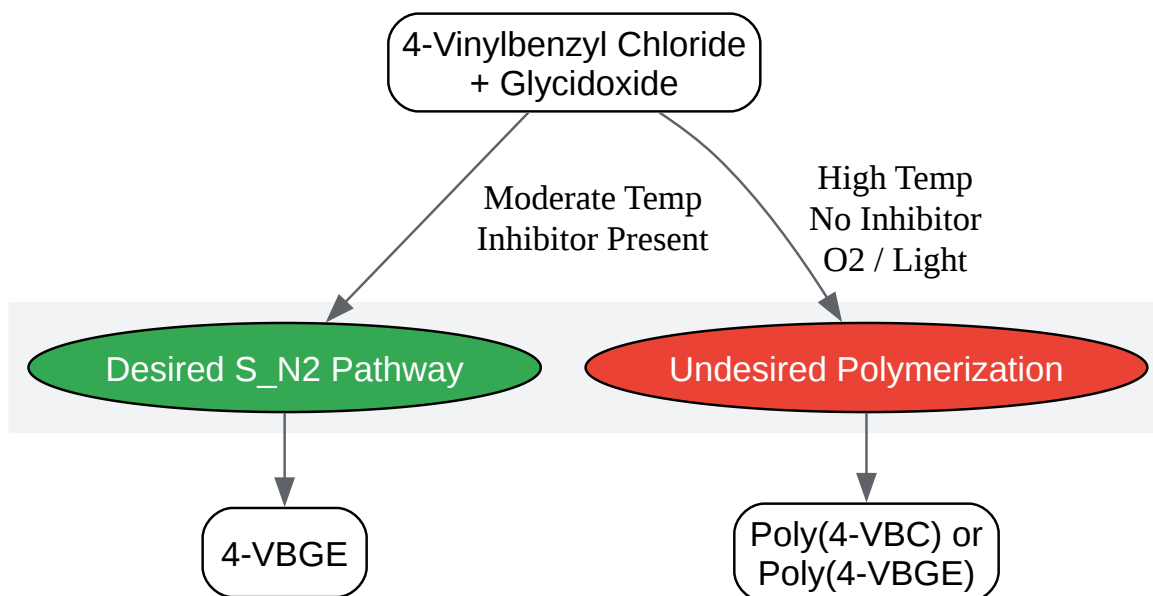 4-Vinylbenzyl Chloride
+ Glycidoxide
Moderate Temp
Inhibitor Present
High Temp
No Inhibitor
O2 / Light
Desired S_N2 Pathway
Undesired Polymerization
4-VBGE
Poly(4-VBC) or
Poly(4-VBGE)